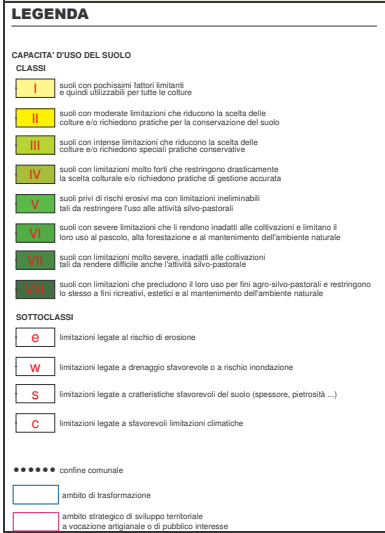 LEGENDA
CAPACITA' D'USO DEL SUOLO
CLASSI
I suoli con pochissimi fattori limitanti
e quindi utilizzabili per tutte le colture
II suoli con moderate limitazioni che riducono la scelta delle
colture e/o richiedono pratiche per la conservazione del suolo
III suoli con intense limitazioni che riducono la scelta delle
colture e/o richiedono speciali pratiche conservative
IV suoli con limitazioni molto forti che restringono drasticamente
la scelta colturale e/o richiedono pratiche di gestione accurata
V suoli privi di rischi erosivi ma con limitazioni ineliminabili
tali da restringere l'uso alle attività silvo-pastorali
VI suoli con severe limitazioni che li rendono inadatti alle coltivazioni e limitano il
loro uso al pascolo, alla forestazione e al mantenimento dell'ambiente naturale
VII suoli con limitazioni molto severe, inadatti alle coltivazioni
tali da rendere difficile anche l'attività silvo-pastorale
VIII suoli con limitazioni che precludono il loro uso per fini agro-silvo-pastorali e restringono
lo stesso a fini ricreativi, estetici e al mantenimento dell'ambiente naturale
SOTTOCLASSI
e limitazioni legate al rischio di erosione
w limitazioni legate a drenaggio sfavorevole o a rischio inondazione
s limitazioni legate a cratteristiche sfavorevoli del suolo (spessore, pietrosità ...)
c limitazioni legate a sfavorevoli limitazioni climatiche
confine comunale
ambito di trasformazione
ambito strategico di sviluppo territoriale
a vocazione artigianale o di pubblico interesse